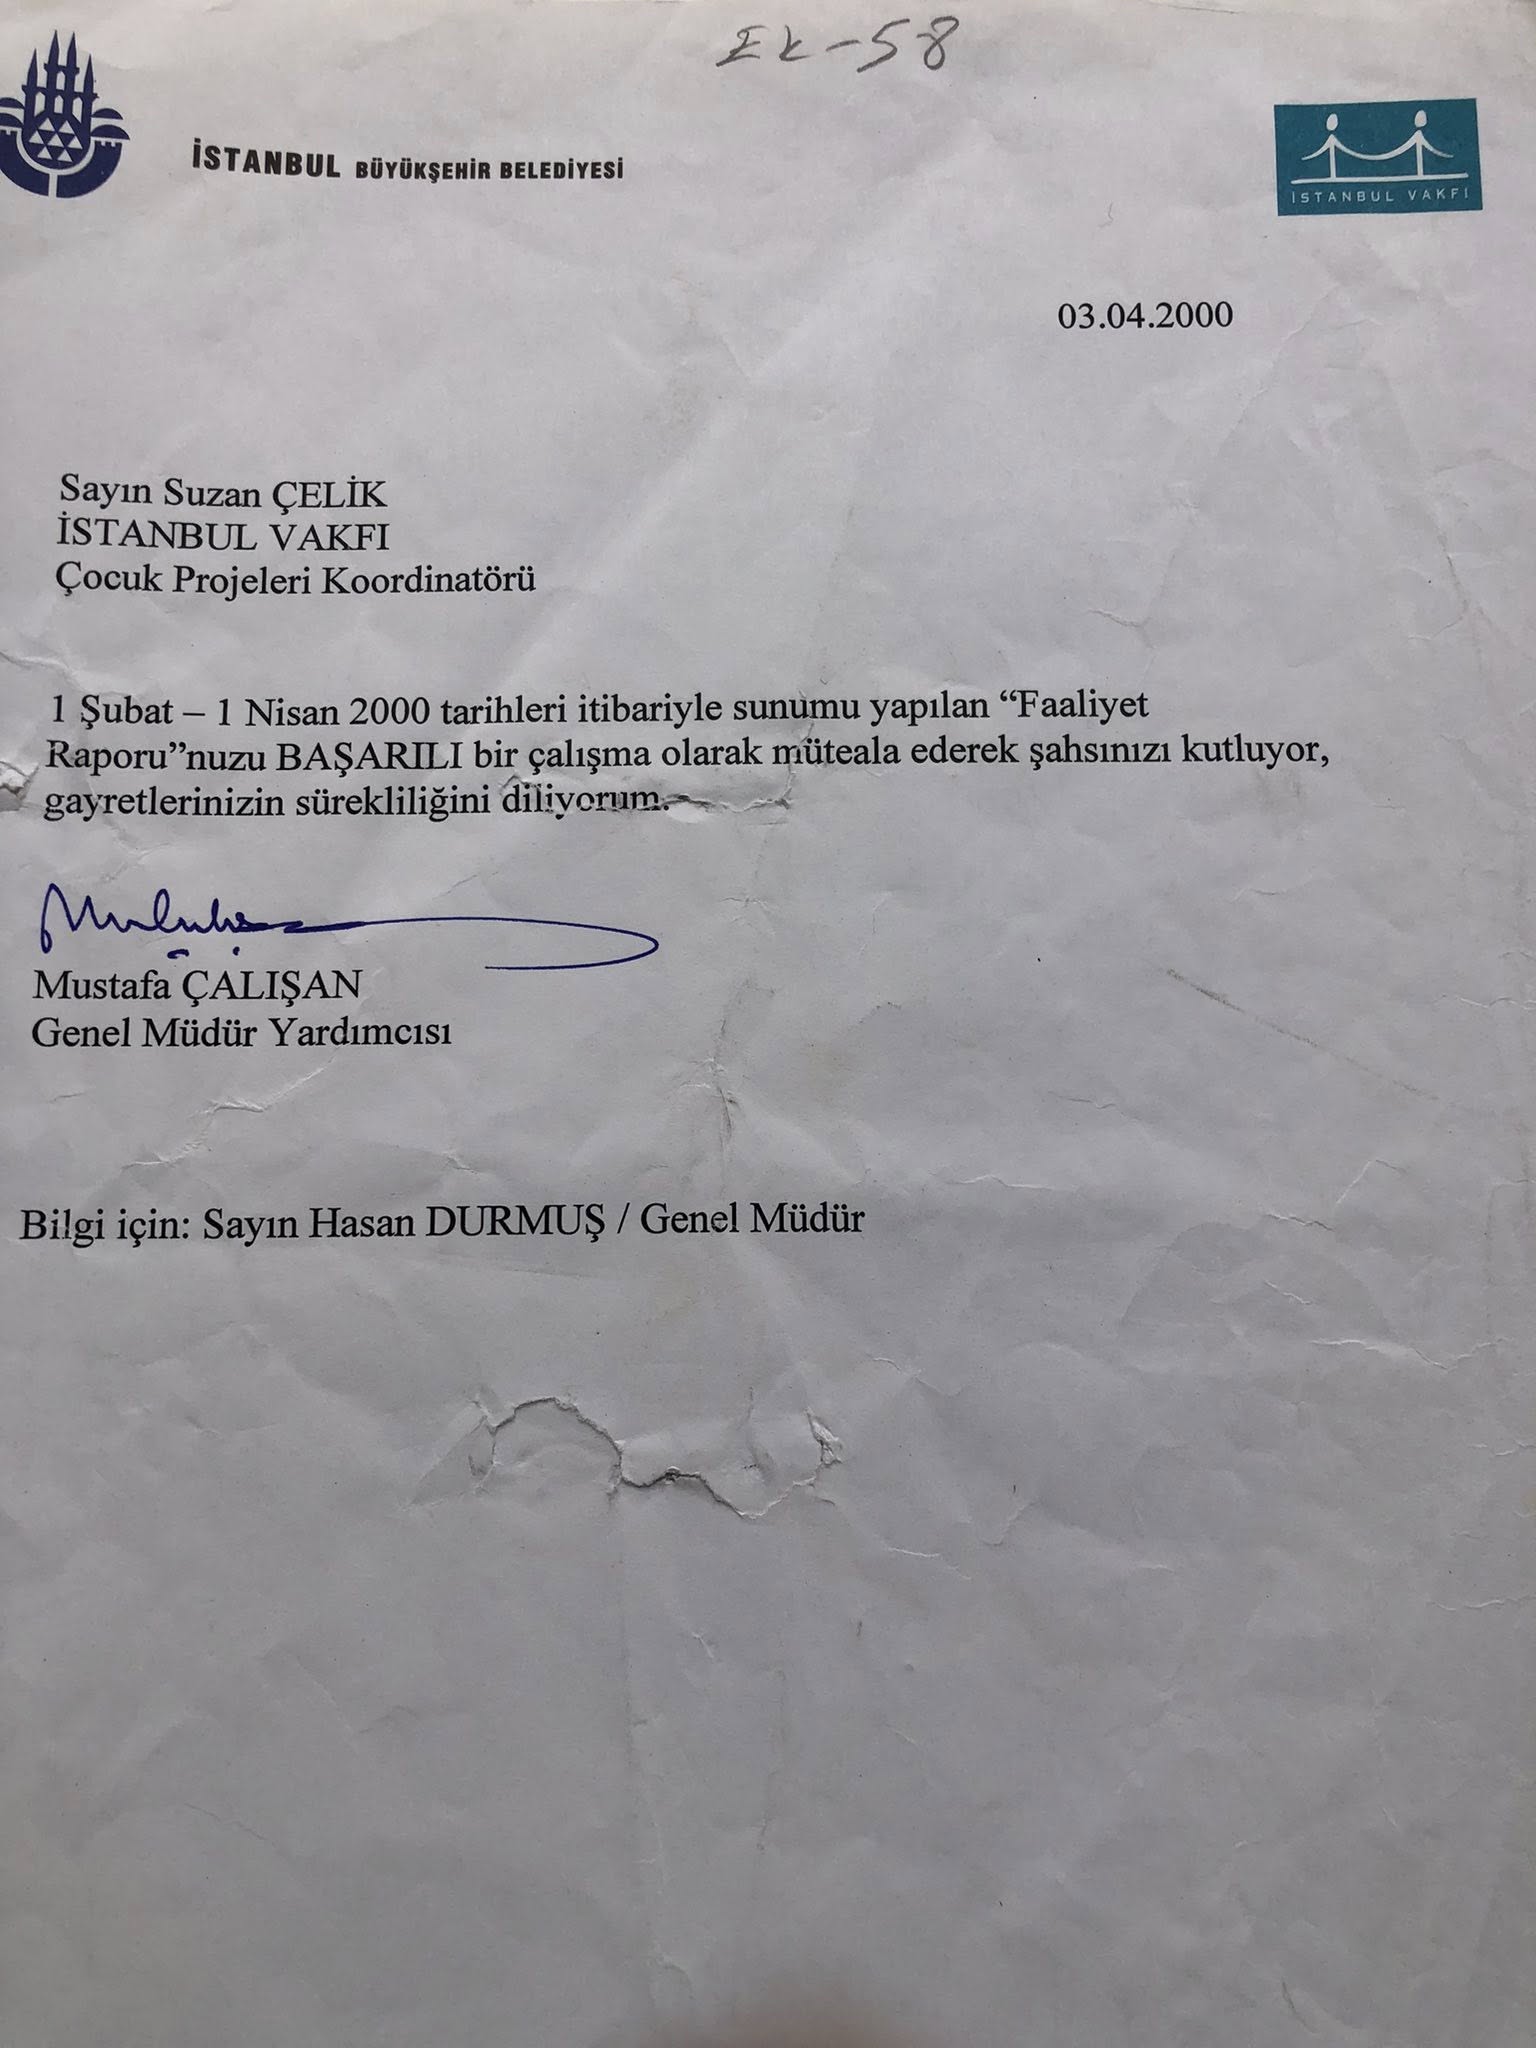 Ek-58
İSTANBUL BÜYÜKŞEHİR BELEDİYESİ
İSTANBUL VAKFI
03.04.2000
Sayın Suzan ÇELİK
İSTANBUL VAKFI
Çocuk Projeleri Koordinatörü
1 Şubat – 1 Nisan 2000 tarihleri itibariyle sunumu yapılan “Faaliyet
Raporu”nuzu BAŞARILI bir çalışma olarak müteala ederek şahsınızı kutluyor,
gayretlerinizin sürekliliğini diliyorum.
Mustafa ÇALIŞAN
Genel Müdür Yardımcısı
Bilgi için: Sayın Hasan DURMUŞ / Genel Müdür